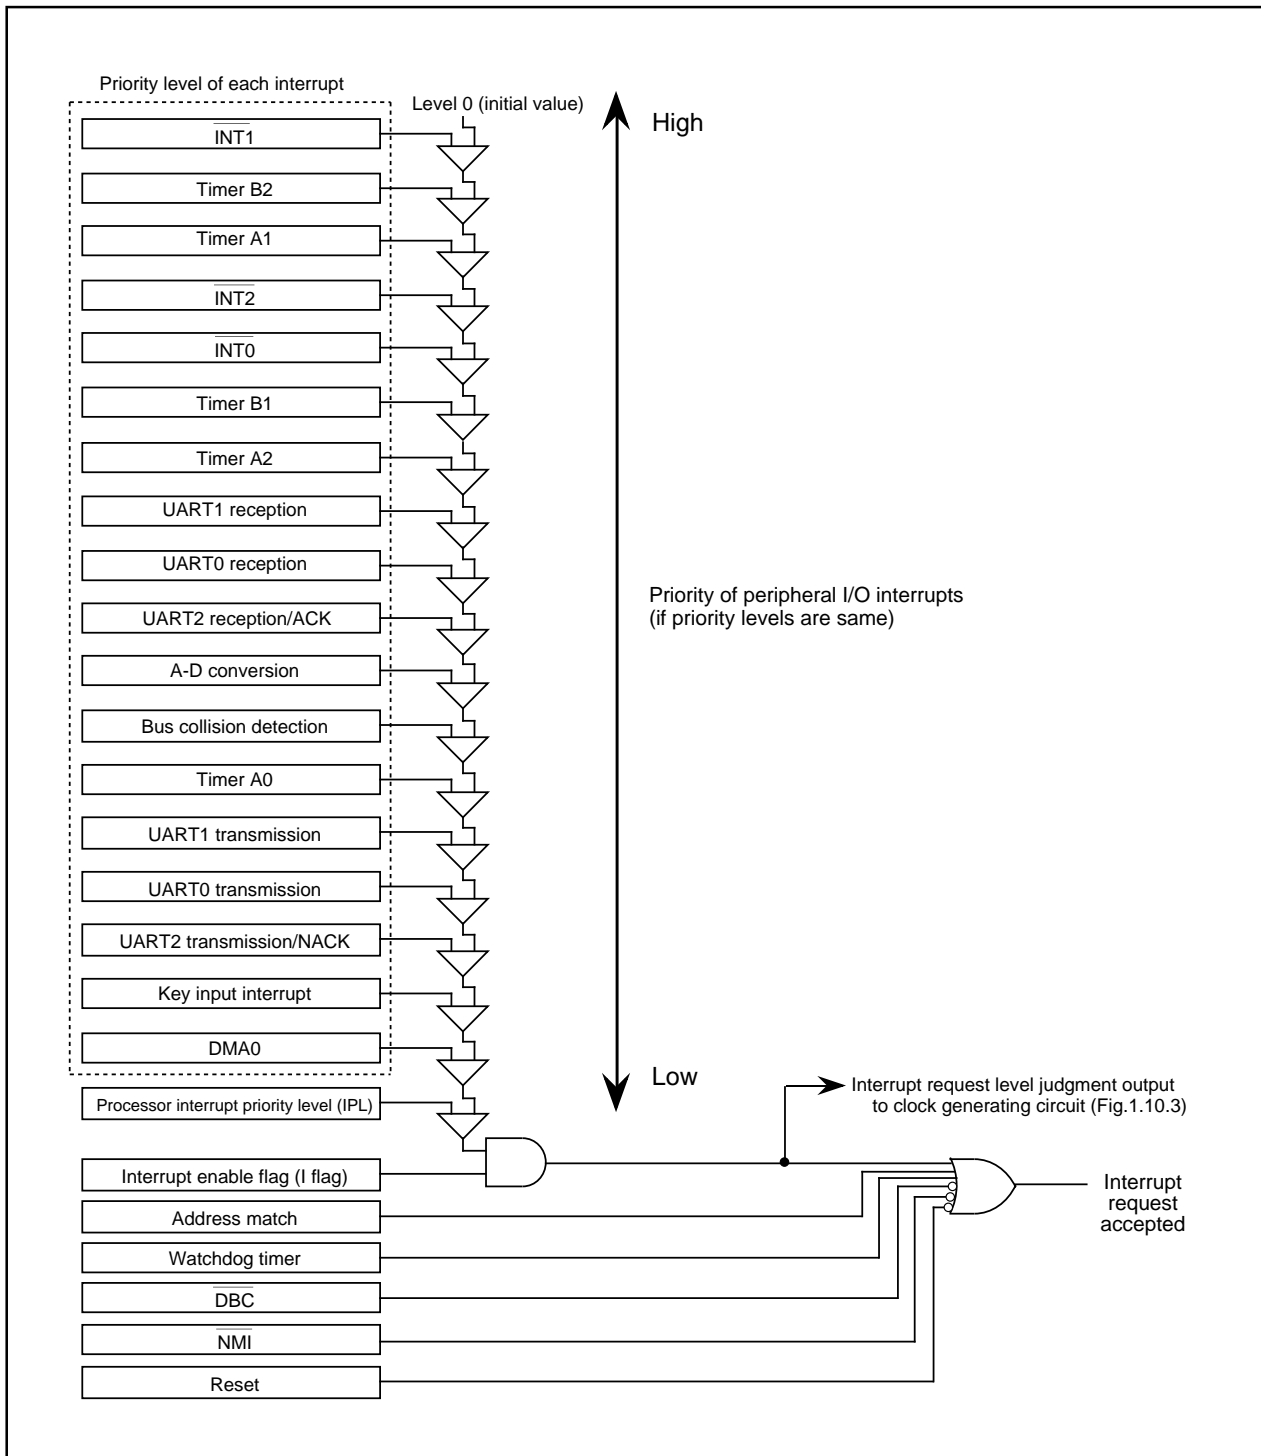 Priority level of each interrupt
Level 0 (initial value)
High
INT1
Timer B2
Timer A1
INT2
INT0
Timer B1
Timer A2
UART1 reception
UART0 reception
Priority of peripheral I/O interrupts
(if priority levels are same)
UART2 reception/ACK
A-D conversion
Bus collision detection
Timer A0
UART1 transmission
UART0 transmission
UART2 transmission/NACK
Key input interrupt
DMA0
Low
Processor interrupt priority level (IPL)
Interrupt request level judgment output
to clock generating circuit (Fig.1.10.3)
Interrupt enable flag (I flag)
Address match
Watchdog timer
DBC
NMI
Reset
Interrupt
request
accepted